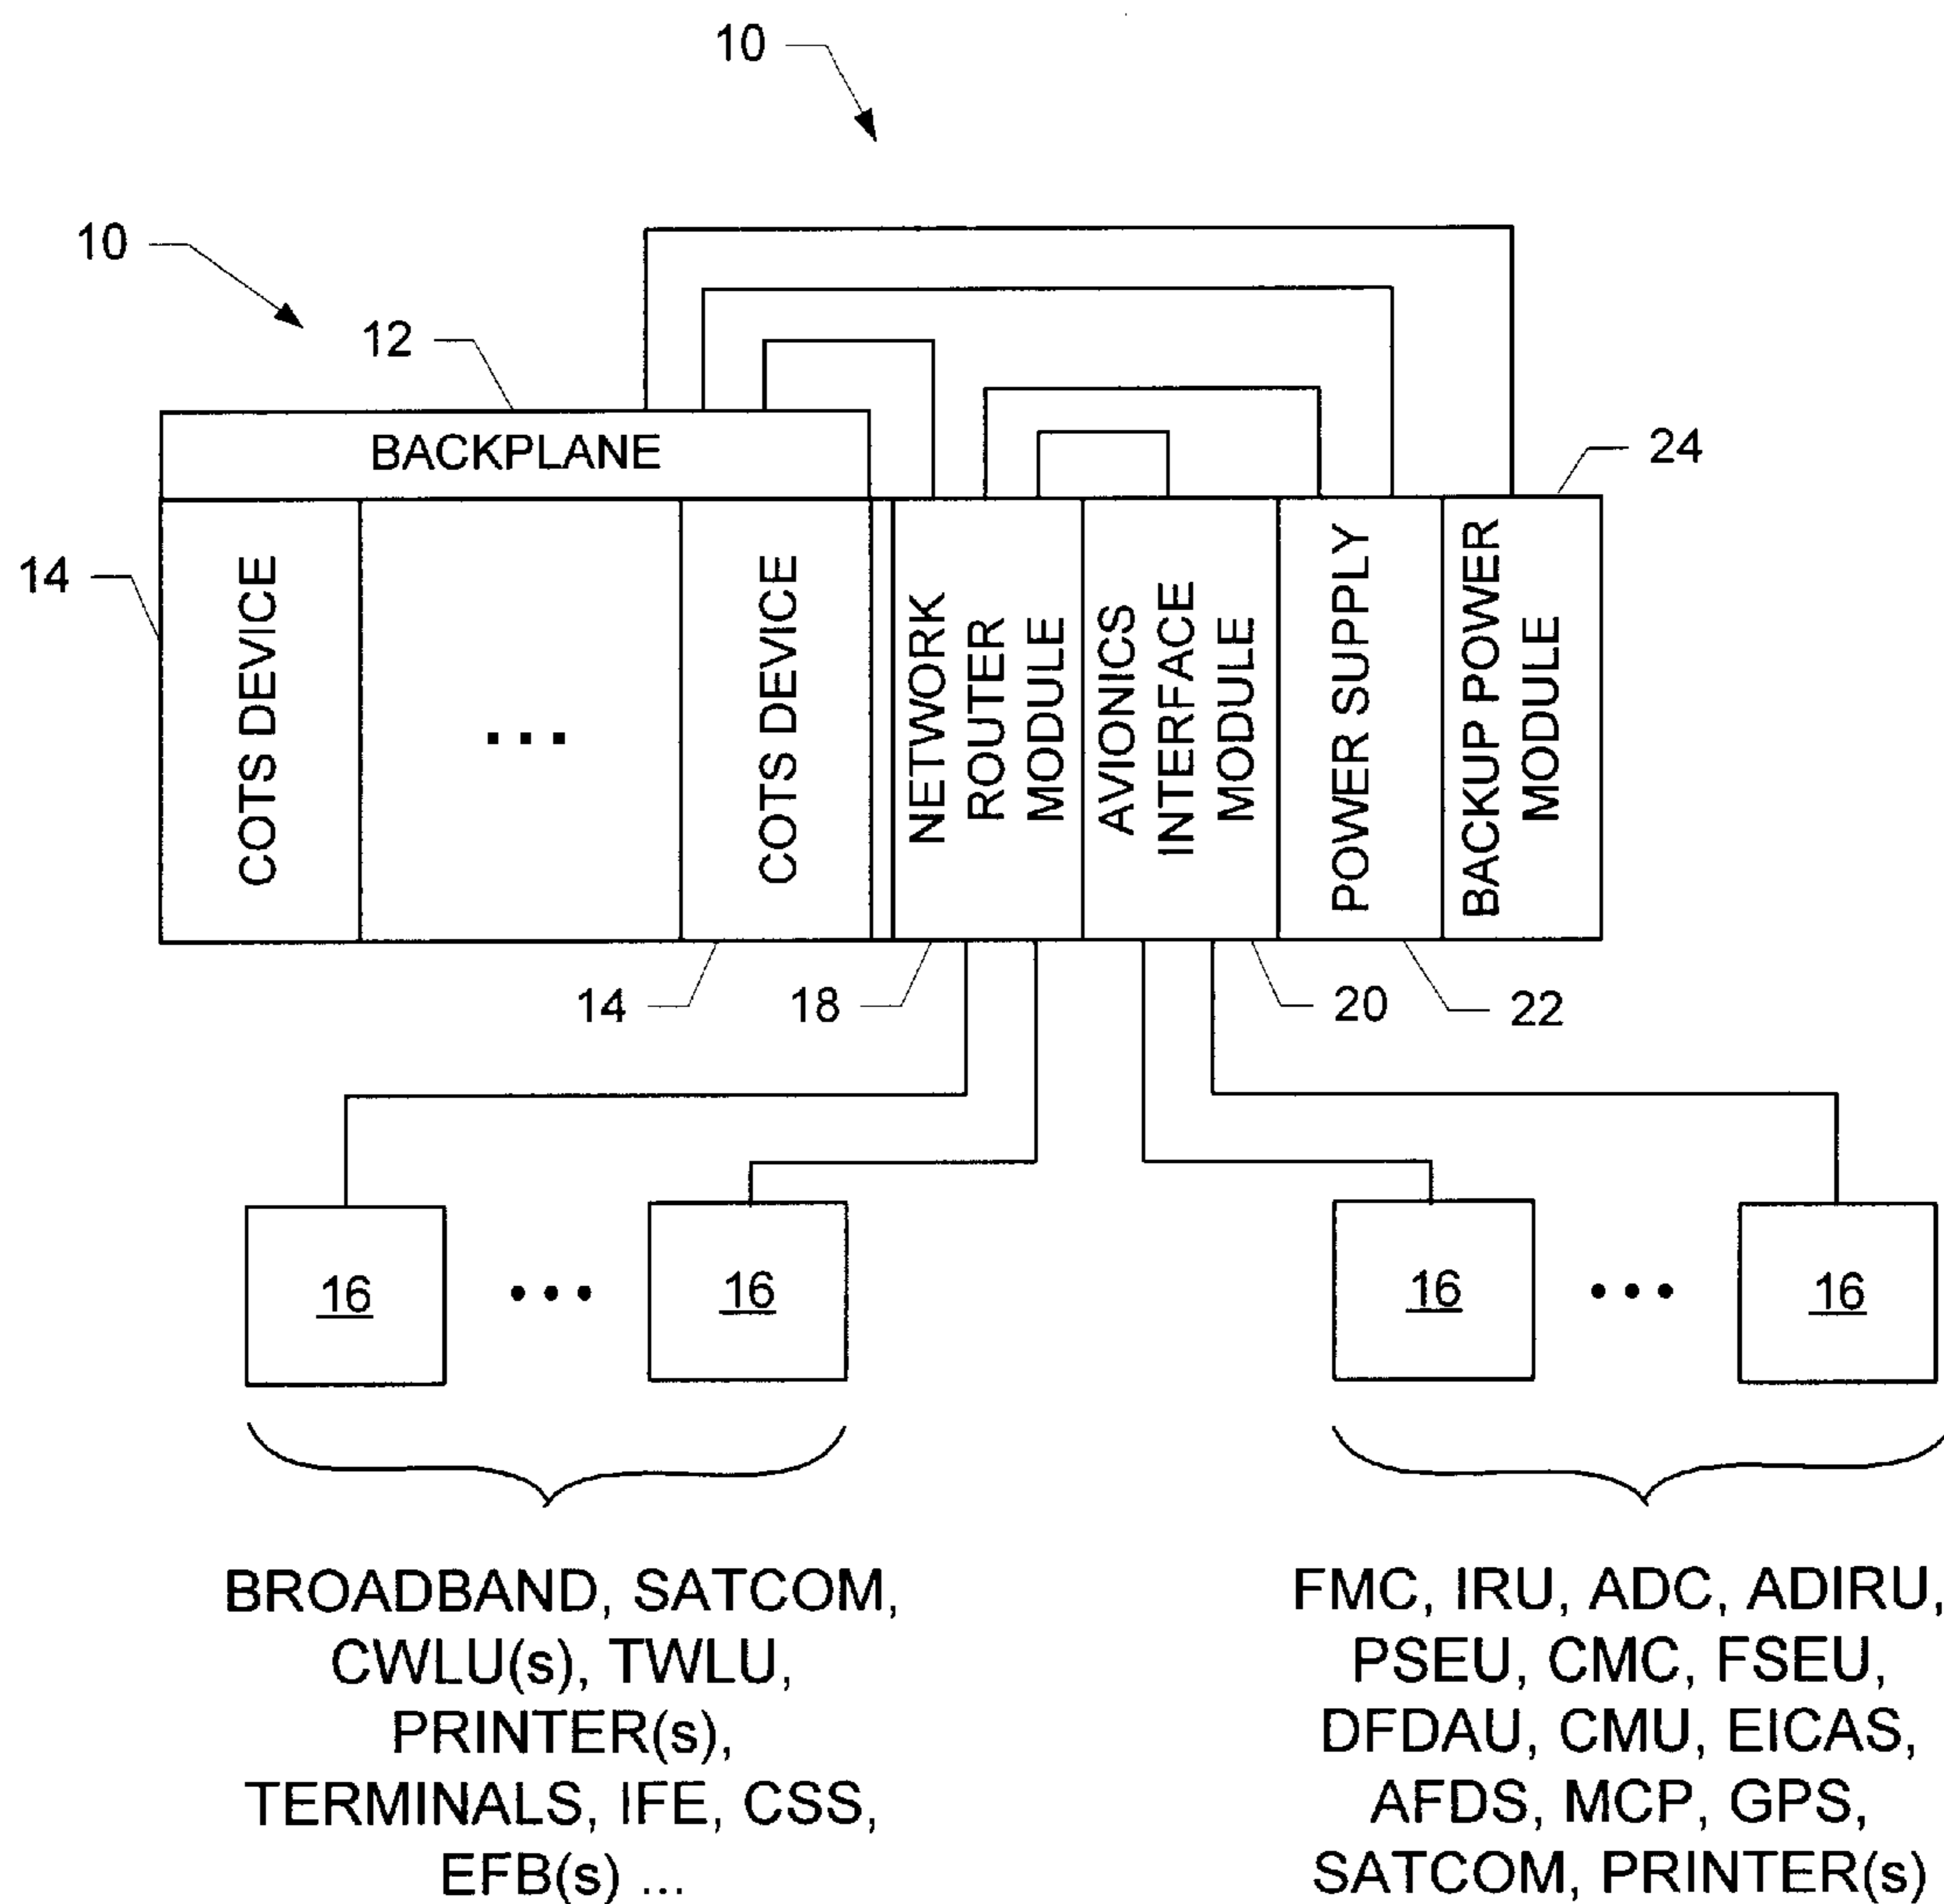 10
10
12
BACKPLANE
24
14
COTS DEVICE
...
COTS DEVICE
NETWORK
ROUTER
MODULE
AVIONICS
INTERFACE
MODULE
POWER SUPPLY
BACKUP POWER
MODULE
14
18
20
22
16
...
16
16
...
16
BROADBAND, SATCOM,
CWLU(s), TWLU,
PRINTER(s),
TERMINALS, IFE, CSS,
EFB(s) ...
FMC, IRU, ADC, ADIRU,
PSEU, CMC, FSEU,
DFDAU, CMU, EICAS,
AFDS, MCP, GPS,
SATCOM, PRINTER(s)